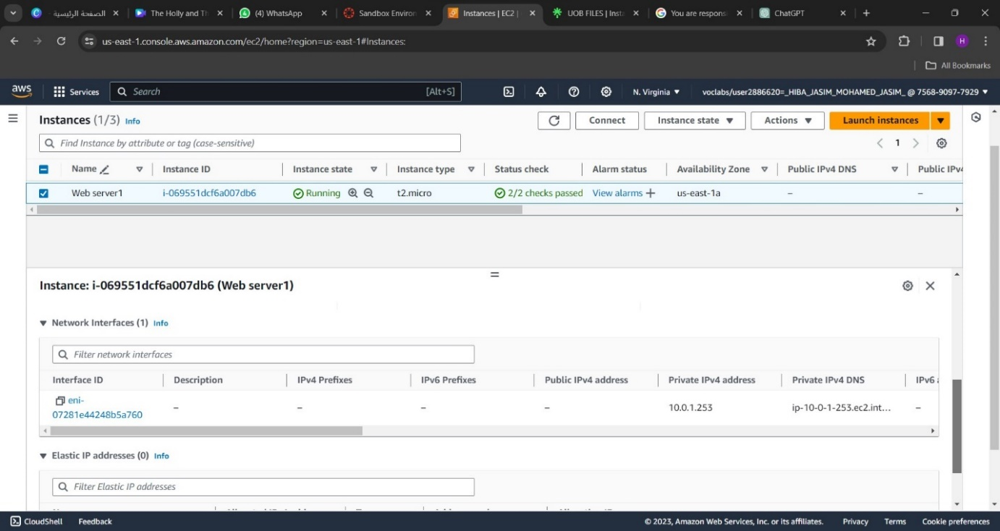 الصفحة الرئيسية
The Holly and Th
(4) WhatsApp
Sandbox Environ
Instances | EC2 |
UOB FILES | Insta
You are responsi
ChatGPT
us-east-1.console.aws.amazon.com/ec2/home?region=us-east-1#Instances:
H
All Bookmarks
aws Services Search [Alt+S] N. Virginia voclabs/user2886620=_HIBA_JASIM_MOHAMED_JASIM_ @ 7568-9097-7929
Instances (1/3) Info Connect Instance state Actions Launch instances
Find Instance by attribute or tag (case-sensitive) 1
Name Instance ID Instance state Instance type Status check Alarm status Availability Zone Public IPv4 DNS Public IPv4
Web server1 i-069551dcf6a007db6 Running t2.micro 2/2 checks passed View alarms + us-east-1a – –
Instance: i-069551dcf6a007db6 (Web server1)
Network Interfaces (1) Info
Filter network interfaces
Interface ID Description IPv4 Prefixes IPv6 Prefixes Public IPv4 address Private IPv4 address Private IPv4 DNS IPv6
eni-
07281e44248b5a760 – – – – 10.0.1.253 ip-10-0-1-253.ec2.int... –
Elastic IP addresses (0) Info
Filter Elastic IP addresses
CloudShell Feedback © 2023, Amazon Web Services, Inc. or its affiliates. Privacy Terms Cookie preferences